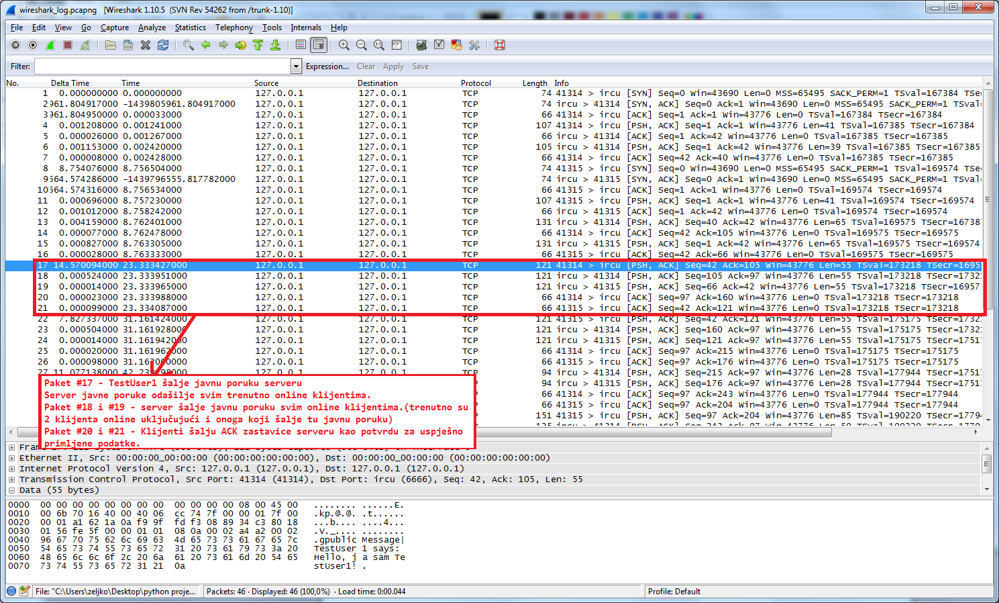 wireshark_log.pcapng [Wireshark 1.10.5 (SVN Rev 54262 from /trunk-1.10)]
File Edit View Go Capture Analyze Statistics Telephony Tools Internals Help
Filter: Expression... Clear Apply Save
No. Delta Time Time Source Destination Protocol Length Info
1 0.000000000 0.000000000 127.0.0.1 127.0.0.1 TCP 74 41314 > ircu [SYN] Seq=0 Win=43690 Len=0 MSS=65495 SACK_PERM=1 TSval=167384 TSe
2 961.804917000 -1439805961.804917000 127.0.0.1 127.0.0.1 TCP 74 ircu > 41314 [SYN, ACK] Seq=0 Ack=1 Win=43690 Len=0 MSS=65495 SACK_PERM=1 TSval=
3 961.804950000 0.000033000 127.0.0.1 127.0.0.1 TCP 66 41314 > ircu [ACK] Seq=1 Ack=1 Win=43776 Len=0 TSval=167384 TSecr=167384
4 0.001208000 0.001241000 127.0.0.1 127.0.0.1 TCP 107 41314 > ircu [PSH, ACK] Seq=1 Ack=1 Win=43776 Len=41 TSval=167385 TSecr=167384
5 0.000026000 0.001267000 127.0.0.1 127.0.0.1 TCP 66 ircu > 41314 [ACK] Seq=1 Ack=42 Win=43776 Len=0 TSval=167385 TSecr=167385
6 0.001153000 0.002420000 127.0.0.1 127.0.0.1 TCP 105 ircu > 41314 [PSH, ACK] Seq=1 Ack=42 Win=43776 Len=39 TSval=167385 TSecr=167385
7 0.000008000 0.002428000 127.0.0.1 127.0.0.1 TCP 66 41314 > ircu [ACK] Seq=42 Ack=40 Win=43776 Len=0 TSval=167385 TSecr=167385
8 8.754076000 8.756504000 127.0.0.1 127.0.0.1 TCP 74 41315 > ircu [SYN] Seq=0 Win=43690 Len=0 MSS=65495 SACK_PERM=1 TSval=169574 TSe
9 564.574286000 -1439796555.817782000 127.0.0.1 127.0.0.1 TCP 74 ircu > 41315 [SYN, ACK] Seq=0 Ack=1 Win=43690 Len=0 MSS=65495 SACK_PERM=1 TSval=
10 564.574316000 8.756534000 127.0.0.1 127.0.0.1 TCP 66 41315 > ircu [ACK] Seq=1 Ack=1 Win=43776 Len=0 TSval=169574 TSecr=169574
11 0.000696000 8.757230000 127.0.0.1 127.0.0.1 TCP 107 41315 > ircu [PSH, ACK] Seq=1 Ack=1 Win=43776 Len=41 TSval=169574 TSecr=169574
12 0.001012000 8.758242000 127.0.0.1 127.0.0.1 TCP 66 ircu > 41315 [ACK] Seq=1 Ack=42 Win=43776 Len=0 TSval=169574 TSecr=169574
13 0.004159000 8.762401000 127.0.0.1 127.0.0.1 TCP 131 ircu > 41314 [PSH, ACK] Seq=40 Ack=42 Win=43776 Len=65 TSval=169575 TSecr=16738
14 0.000077000 8.762478000 127.0.0.1 127.0.0.1 TCP 66 41314 > ircu [ACK] Seq=42 Ack=105 Win=43776 Len=0 TSval=169575 TSecr=169575
15 0.000827000 8.763305000 127.0.0.1 127.0.0.1 TCP 131 ircu > 41315 [PSH, ACK] Seq=1 Ack=42 Win=43776 Len=65 TSval=169575 TSecr=169574
16 0.000028000 8.763333000 127.0.0.1 127.0.0.1 TCP 66 41315 > ircu [ACK] Seq=42 Ack=66 Win=43776 Len=0 TSval=169575 TSecr=169575
17 14.570094000 23.333427000 127.0.0.1 127.0.0.1 TCP 121 41314 > ircu [PSH, ACK] Seq=42 Ack=105 Win=43776 Len=55 TSval=173218 TSecr=1695
18 0.000524000 23.333951000 127.0.0.1 127.0.0.1 TCP 121 ircu > 41314 [PSH, ACK] Seq=105 Ack=97 Win=43776 Len=55 TSval=173218 TSecr=1732
19 0.000014000 23.333965000 127.0.0.1 127.0.0.1 TCP 121 ircu > 41315 [PSH, ACK] Seq=66 Ack=42 Win=43776 Len=55 TSval=173218 TSecr=16957
20 0.000023000 23.333988000 127.0.0.1 127.0.0.1 TCP 66 41314 > ircu [ACK] Seq=97 Ack=160 Win=43776 Len=0 TSval=173218 TSecr=173218
21 0.000099000 23.334087000 127.0.0.1 127.0.0.1 TCP 66 41315 > ircu [ACK] Seq=42 Ack=121 Win=43776 Len=0 TSval=173218 TSecr=173218
22 7.827337000 31.161424000 127.0.0.1 127.0.0.1 TCP 121 41315 > ircu [PSH, ACK] Seq=42 Ack=121 Win=43776 Len=55 TSval=175175 TSecr=1732
23 0.000504000 31.161928000 127.0.0.1 127.0.0.1 TCP 121 ircu > 41314 [PSH, ACK] Seq=160 Ack=97 Win=43776 Len=55 TSval=175175 TSecr=1732
24 0.000014000 31.161942000 127.0.0.1 127.0.0.1 TCP 121 ircu > 41315 [PSH, ACK] Seq=121 Ack=97 Win=43776 Len=55 TSval=175175 TSecr=1751
25 0.000020000 31.161962000 127.0.0.1 127.0.0.1 TCP 66 41314 > ircu [ACK] Seq=97 Ack=215 Win=43776 Len=0 TSval=175175 TSecr=175175
26 0.000098000 127.0.0.1 127.0.0.1 TCP 66 41315 > ircu [ACK] Seq=97 Ack=176 Win=43776 Len=0 TSval=175175 TSecr=175175
27 11.077138000 127.0.0.1 127.0.0.1 TCP 94 ircu > 41314 [PSH, ACK] Seq=215 Ack=97 Win=43776 Len=28 TSval=177944 TSecr=1751
TCP 94 ircu > 41315 [PSH, ACK] Seq=176 Ack=97 Win=43776 Len=28 TSval=177944 TSecr=1751
TCP 66 41314 > ircu [ACK] Seq=97 Ack=243 Win=43776 Len=0 TSval=177944 TSecr=177944
TCP 66 41315 > ircu [ACK] Seq=97 Ack=204 Win=43776 Len=0 TSval=177944 TSecr=177944
TCP 151 41315 > ircu [PSH, ACK] Seq=97 Ack=204 Win=43776 Len=85 TSval=190220 TSecr=1779
Paket #17 - TestUser1 šalje javnu poruku serveru
Server javne poruke odašilje svim trenutno online klijentima.
Paket #18 i #19 - server šalje javnu poruku svim online klijentima.(trenutno su
2 klijenta online uključujući i onoga koji šalje tu javnu poruku)
Paket #20 i #21 - Klijenti šalju ACK zastavice serveru kao potvrdu za uspješno
primljene podatke.
Ethernet II, Src: 00:00:00_00:00:00 (00:00:00:00:00:00), Dst: 00:00:00_00:00:00 (00:00:00:00:00:00)
Internet Protocol Version 4, Src: 127.0.0.1 (127.0.0.1), Dst: 127.0.0.1 (127.0.0.1)
Transmission Control Protocol, Src Port: 41314 (41314), Dst Port: ircu (6666), Seq: 42, Ack: 105, Len: 55
Data (55 bytes)
0000 00 00 00 00 00 00 00 00 00 00 00 00 08 00 45 00 ........ ......E.
0010 00 6b 70 16 40 00 40 06 cc 74 7f 00 00 01 7f 00 .kp.@.@. .t......
0020 00 01 a1 62 1a 0a f9 9f fd f3 08 89 34 c3 80 18 ...b.... ....4...
0030 01 56 fe 5f 00 00 01 01 08 0a 00 02 a4 a2 00 02 .V._.... ........
0040 96 67 70 75 62 6c 69 63 4d 65 73 73 61 67 65 7c .gpublic Message|
0050 54 65 73 74 55 73 65 72 31 20 73 61 79 73 3a 20 TestUser 1 says:
0060 48 65 6c 6c 6f 2c 20 6a 61 20 73 61 6d 20 54 65 Hello, j a sam Te
0070 73 74 55 73 65 72 31 21 0a stUser1! .
File: "C:\Users\zeljko\Desktop\python proje... Packets: 46 · Displayed: 46 (100,0%) · Load time: 0:00.044 Profile: Default